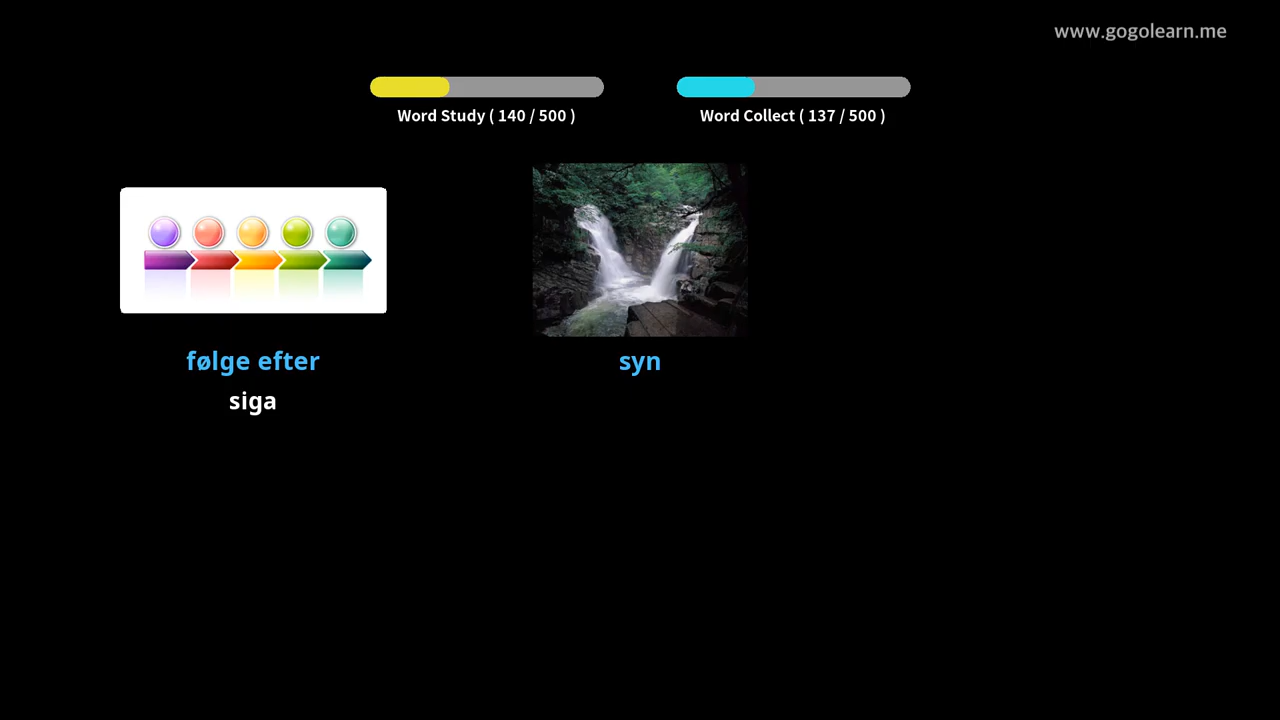 www.gogolearn.me
Word Study ( 140 / 500 )
Word Collect ( 137 / 500 )
følge efter
siga
syn